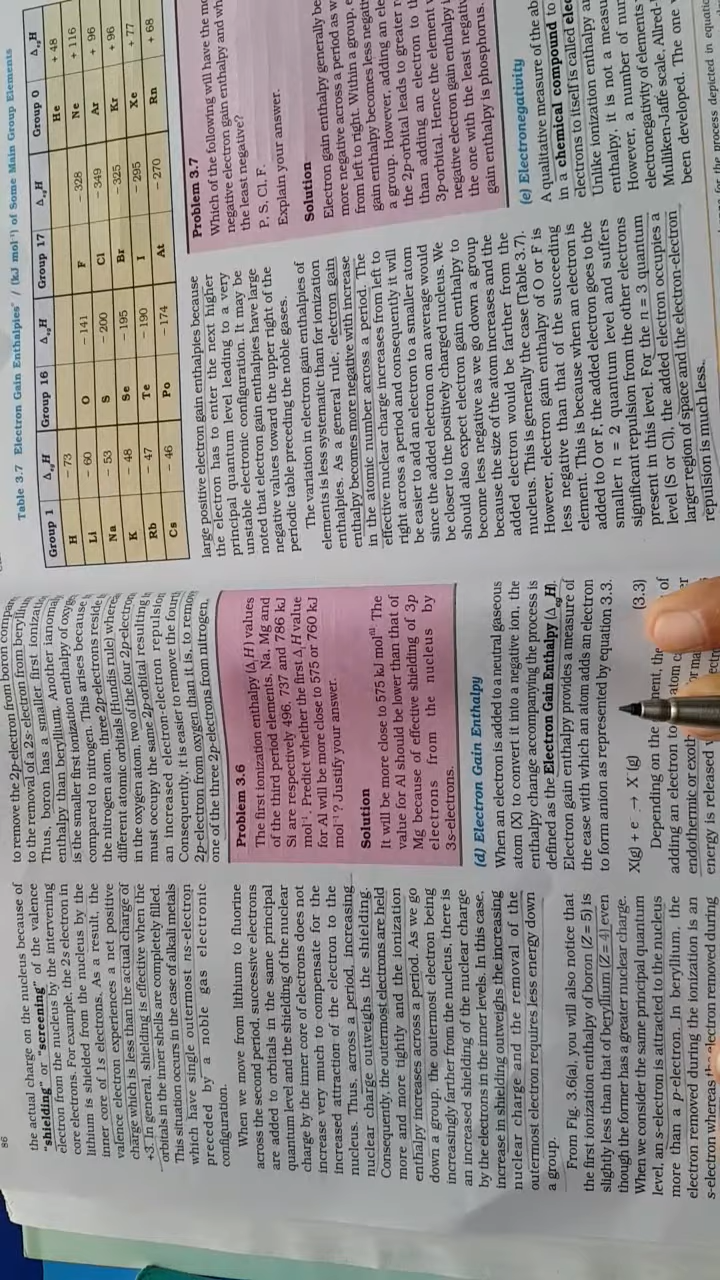 86
the actual charge on the nucleus because of
"shielding" or "screening" of the valence
electron from the nucleus by the intervening
core electrons. For example, the 2s electron in
lithium is shielded from the nucleus by the
inner core of 1s electrons. As a result, the
valence electron experiences a net positive
charge which is less than the actual charge of
+3. In general, shielding is effective when the
orbitals in the inner shells are completely filled.
This situation occurs in the case of alkali metals
which have single outermost ns-electron
preceded by a noble gas electronic
configuration.
When we move from lithium to fluorine
across the second period, successive electrons
are added to orbitals in the same principal
quantum level and the shielding of the nuclear
charge by the inner core of electrons does not
increase very much to compensate for the
increased attraction of the electron to the
nucleus. Thus, across a period, increasing
nuclear charge outweighs the shielding.
Consequently, the outermost electrons are held
more and more tightly and the ionization
enthalpy increases across a period. As we go
down a group, the outermost electron being
increasingly farther from the nucleus, there is
an increased shielding of the nuclear charge
by the electrons in the inner levels. In this case,
increase in shielding outweighs the increasing
nuclear charge and the removal of the
outermost electron requires less energy down
a group.
From Fig. 3.6(a), you will also notice that
the first ionization enthalpy of boron (Z = 5) is
slightly less than that of beryllium (Z = 4) even
though the former has a greater nuclear charge.
When we consider the same principal quantum
level, an s-electron is attracted to the nucleus
more than a p-electron. In beryllium, the
electron removed during the ionization is an
s-electron whereas the electron removed during
to remove the 2p-electron from boron
to the removal of a 2s- electron from
Thus, boron has a smaller first
enthalpy than beryllium. Another
is the smaller first ionization enthalpy of
compared to nitrogen. This arises because
the nitrogen atom, three 2p-electrons reside
different atomic orbitals (Hund's rule)
in the oxygen atom, two of the four 2p-electron
must occupy the same 2p-orbital resulting
an increased electron-electron repulsion
Consequently, it is easier to remove the
2p-electron from oxygen than it is, to
one of the three 2p-electrons from nitrogen.
Problem 3.6
The first ionization enthalpy (ΔᵢH) values
of the third period elements, Na, Mg and
Si are respectively 496, 737 and 786 kJ
mol⁻¹. Predict whether the first ΔᵢH value
for Al will be more close to 575 or 760 kJ
mol⁻¹? Justify your answer.
Solution
It will be more close to 575 kJ mol⁻¹. The
value for Al should be lower than that of
Mg because of effective shielding of 3p
electrons from the nucleus by
3s-electrons.
(d) Electron Gain Enthalpy
When an electron is added to a neutral gaseous
atom (X) to convert it into a negative ion, the
enthalpy change accompanying the process is
defined as the Electron Gain Enthalpy (ΔₑgH).
Electron gain enthalpy provides a measure of
the ease with which an atom adds an electron
to form anion as represented by equation 3.3.
X(g) + e⁻ → X⁻(g) (3.3)
Depending on the the of
adding an electron to atom
endothermic or
energy is released
Table 3.7 Electron Gain Enthalpies* / (kJ mol⁻¹) of Some Main Group Elements
Group 1 ΔₑgH Group 16 ΔₑgH Group 17 ΔₑgH Group 0 ΔₑgH
H – 73 He + 48
Li – 60 O – 141 F – 328 Ne + 116
Na – 53 S – 200 Cl – 349 Ar + 96
K – 48 Se – 195 Br – 325 Kr + 96
Rb – 47 Te – 190 I – 295 Xe + 77
Cs – 46 Po – 174 At – 270 Rn + 68
large positive electron gain enthalpies because
the electron has to enter the next higher
principal quantum level leading to a very
unstable electronic configuration. It may be
noted that electron gain enthalpies have large
negative values toward the upper right of the
periodic table preceding the noble gases.
The variation in electron gain enthalpies of
elements is less systematic than for ionization
enthalpies. As a general rule, electron gain
enthalpy becomes more negative with increase
in the atomic number across a period. The
effective nuclear charge increases from left to
right across a period and consequently it will
be easier to add an electron to a smaller atom
since the added electron on an average would
be closer to the positively charged nucleus. We
should also expect electron gain enthalpy to
become less negative as we go down a group
because the size of the atom increases and the
added electron would be farther from the
nucleus. This is generally the case (Table 3.7).
However, electron gain enthalpy of O or F is
less negative than that of the succeeding
element. This is because when an electron is
added to O or F, the added electron goes to the
smaller n = 2 quantum level and suffers
significant repulsion from the other electrons
present in this level. For the n = 3 quantum
level (S or Cl), the added electron occupies a
larger region of space and the electron-electron
repulsion is much less.
Problem 3.7
Which of the following will have the
negative electron gain enthalpy and
the least negative?
P, S, Cl, F.
Explain your answer.
Solution
Electron gain enthalpy generally
more negative across a period as
from left to right. Within a group,
gain enthalpy becomes less
a group. However, adding an
the 2p-orbital leads to greater
than adding an electron to
3p-orbital. Hence the element
negative electron gain enthalpy
the one with the least
gain enthalpy is phosphorus.
(e) Electronegativity
A qualitative measure of the
in a chemical compound to
electrons to itself is called
Unlike ionization enthalpy
enthalpy, it is not a
However, a number of
electronegativity of elements
Mulliken-Jaffe scale,
been developed. The one
the process depicted in